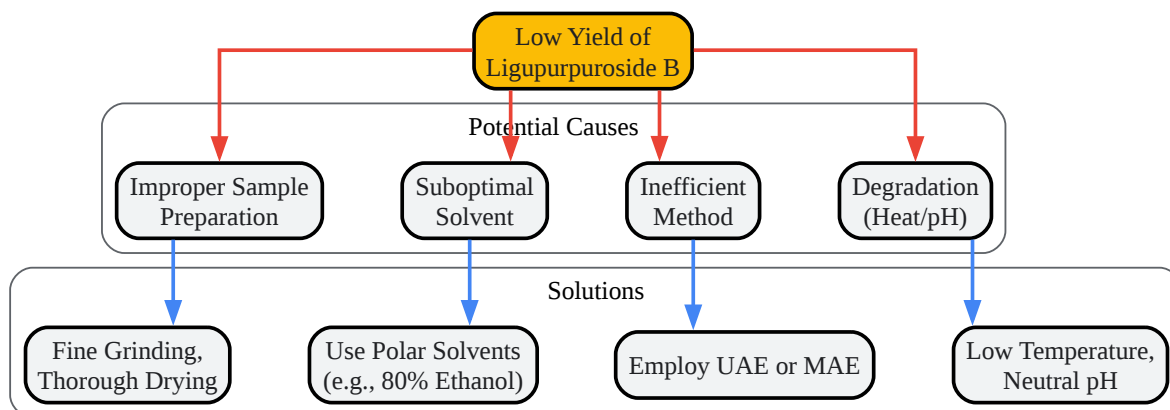 Low Yield of
Ligupurpuroside B
Potential Causes
Improper Sample
Preparation
Suboptimal
Solvent
Inefficient
Method
Degradation
(Heat/pH)
Solutions
Fine Grinding,
Thorough Drying
Use Polar Solvents
(e.g., 80% Ethanol)
Employ UAE or MAE
Low Temperature,
Neutral pH